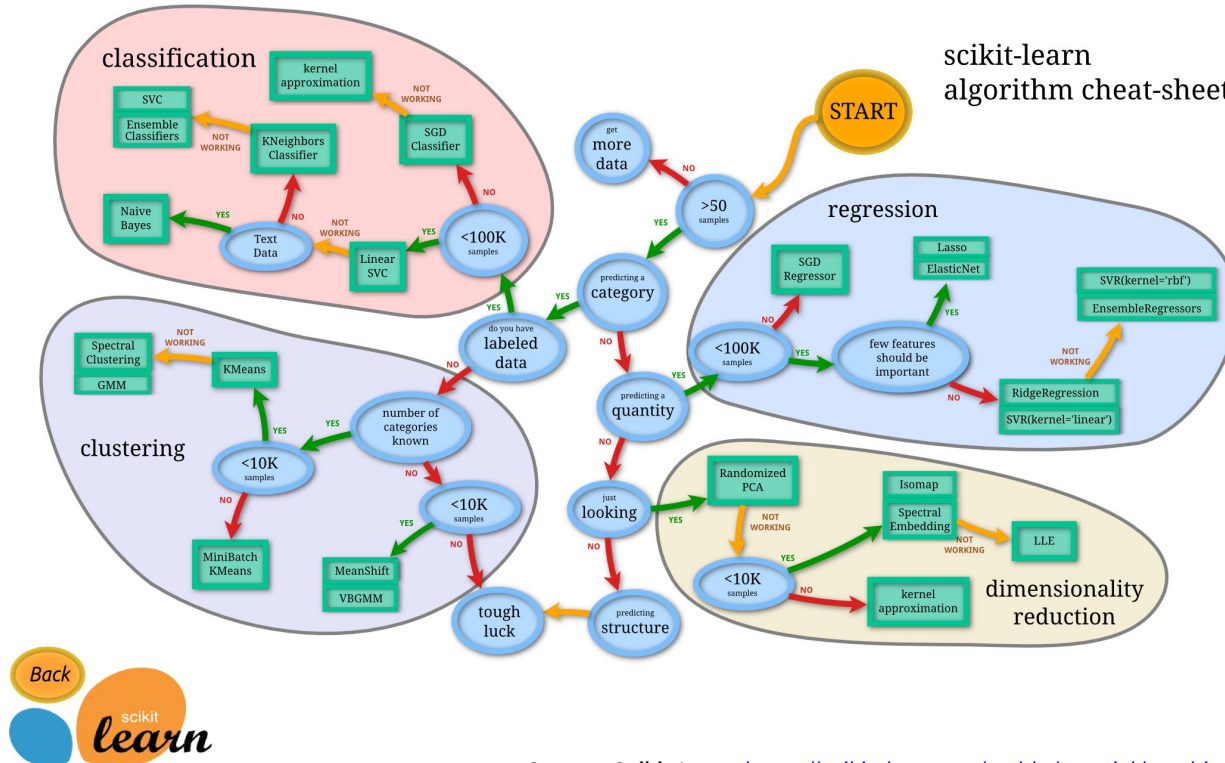 scikit-learn
algorithm cheat-sheet
START
classification
kernel
approximation
NOT
WORKING
SVC
Ensemble
Classifiers
NOT
WORKING
KNeighbors
Classifier
SGD
Classifier
get
more
data
NO
>50
samples
NO
YES
Naive
Bayes
YES
NO
Text
Data
NOT
WORKING
Linear
SVC
YES
<100K
samples
YES
YES
predicting a
category
do you have
labeled
data
NO
NO
regression
SGD
Regressor
Lasso
ElasticNet
SVR(kernel='rbf')
EnsembleRegressors
NO
YES
<100K
samples
YES
few features
should be
important
NOT
WORKING
NO
RidgeRegression
SVR(kernel='linear')
YES
predicting a
quantity
NO
clustering
Spectral
Clustering
GMM
NOT
WORKING
KMeans
YES
YES
number of
categories
known
<10K
samples
NO
NO
<10K
samples
MiniBatch
KMeans
YES
NO
MeanShift
VBGMM
tough
luck
just
looking
YES
NO
predicting
structure
Randomized
PCA
NOT
WORKING
Isomap
Spectral
Embedding
YES
NOT
WORKING
LLE
<10K
samples
NO
kernel
approximation
dimensionality
reduction
Back
scikit
learn